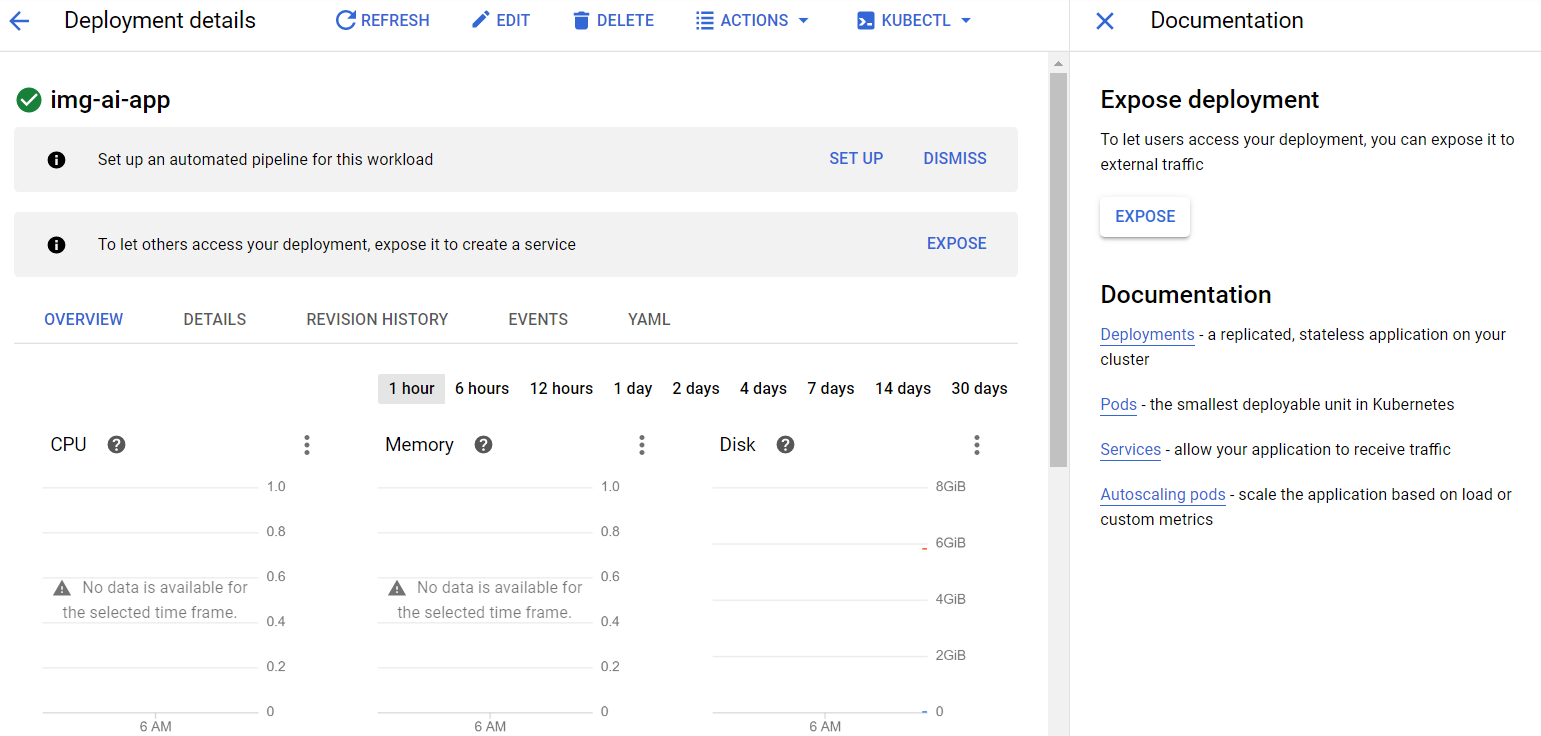 Deployment details
REFRESH
EDIT
DELETE
ACTIONS
KUBECTL
img-ai-app
Set up an automated pipeline for this workload
SET UP
DISMISS
To let others access your deployment, expose it to create a service
EXPOSE
OVERVIEW
DETAILS
REVISION HISTORY
EVENTS
YAML
1 hour
6 hours
12 hours
1 day
2 days
4 days
7 days
14 days
30 days
CPU
1.0
0.8
0.6
No data is available for
the selected time frame.
0.4
0.2
0
6 AM
Memory
1.0
0.8
0.6
No data is available for
the selected time frame.
0.4
0.2
0
6 AM
Disk
8GiB
6GiB
4GiB
2GiB
0
6 AM
Documentation
Expose deployment
To let users access your deployment, you can expose it to
external traffic
EXPOSE
Documentation
Deployments - a replicated, stateless application on your
cluster
Pods - the smallest deployable unit in Kubernetes
Services - allow your application to receive traffic
Autoscaling pods - scale the application based on load or
custom metrics